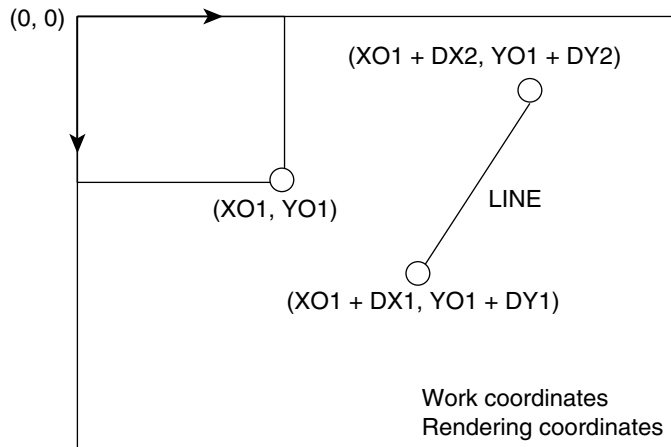 (0, 0)
(XO1 + DX2, YO1 + DY2)
(XO1, YO1)
LINE
(XO1 + DX1, YO1 + DY1)
Work coordinates
Rendering coordinates